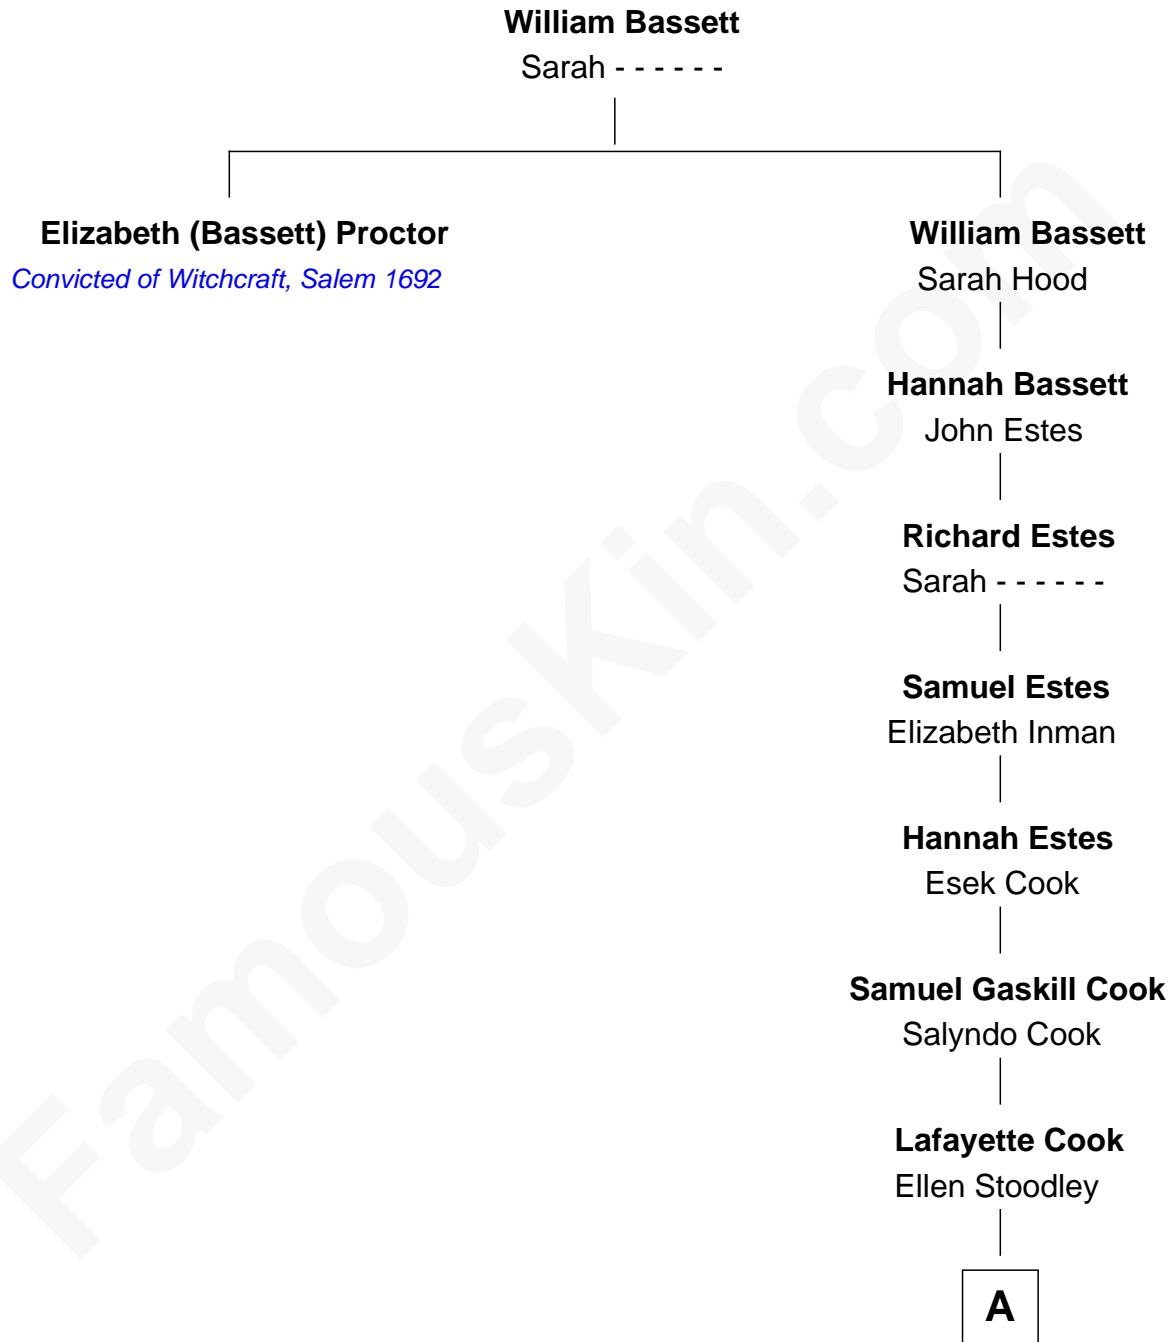 William Bassett
Sarah - - - - - -
Elizabeth (Bassett) Proctor
Convicted of Witchcraft, Salem 1692
William Bassett
Sarah Hood
Hannah Bassett
John Estes
Richard Estes
Sarah - - - - - -
Samuel Estes
Elizabeth Inman
Hannah Estes
Esek Cook
Samuel Gaskill Cook
Salyndo Cook
Lafayette Cook
Ellen Stoodley
A
FamousKin.com